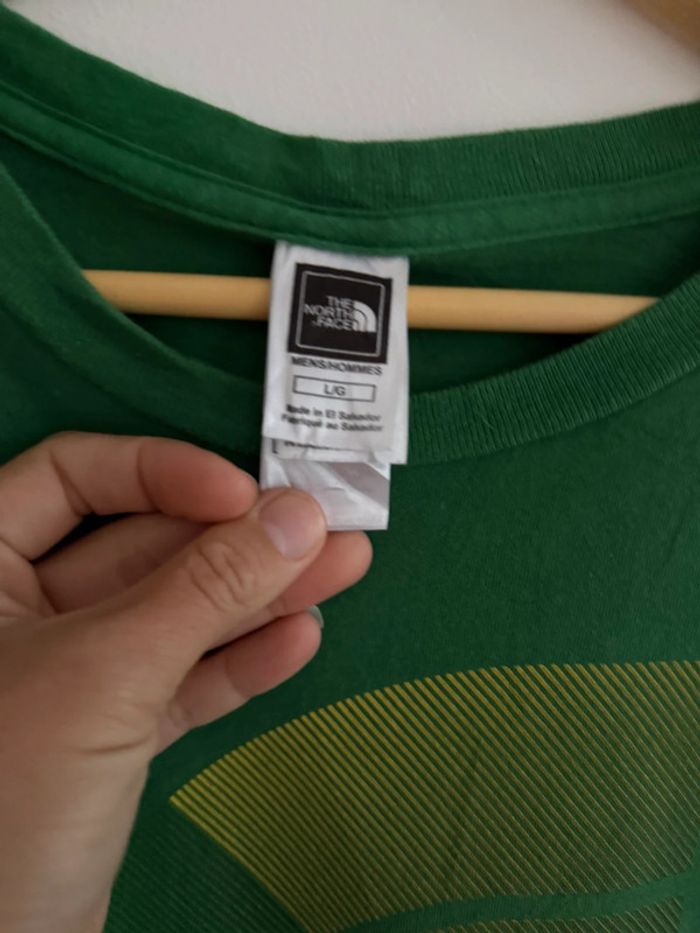 THE
NORTH
FACE
MENS/HOMMES
L/G
Made in El Salvador
Fabriqué au Salvador